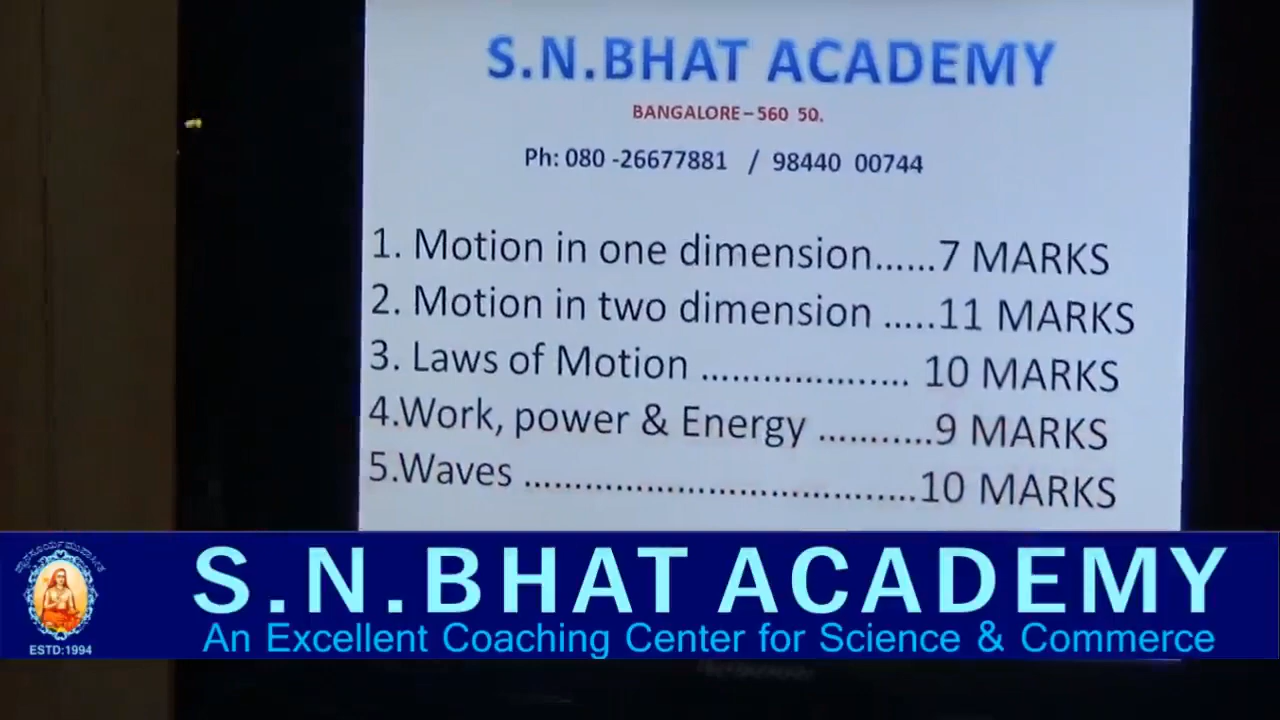 S.N.BHAT ACADEMY
BANGALORE – 560 50.
Ph: 080 -26677881 / 98440 00744
1. Motion in one dimension......7 MARKS
2. Motion in two dimension .....11 MARKS
3. Laws of Motion .................... 10 MARKS
4.Work, power & Energy ...........9 MARKS
5.Waves ......................................10 MARKS
S.N.BHAT ACADEMY
An Excellent Coaching Center for Science & Commerce
ESTD:1994